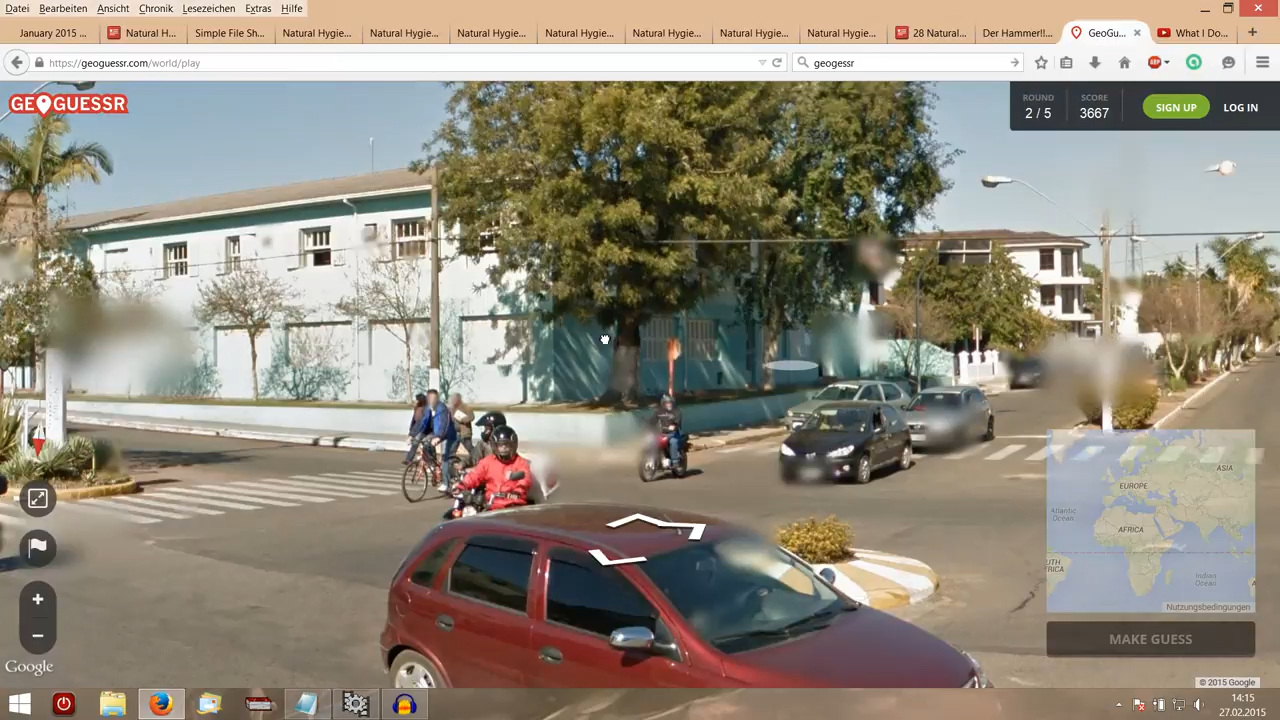 Datei Bearbeiten Ansicht Chronik Lesezeichen Extras Hilfe
January 2015 ... Natural H... Simple File Sh... Natural Hygie... Natural Hygie... Natural Hygie... Natural Hygie... Natural Hygie... Natural Hygie... Natural Hygie... 28 Natural... Der Hammer!!... GeoGu... What I Do...
https://geoguessr.com/world/play
geogessr
GEOGUESSR
ROUND
2 / 5
SCORE
3667
SIGN UP
LOG IN
ASIA
EUROPE
Atlantic
Ocean
AFRICA
UTH
RICA
Indian
Ocean
A
Nutzungsbedingungen
MAKE GUESS
Google
© 2015 Google
14:15
27.02.2015